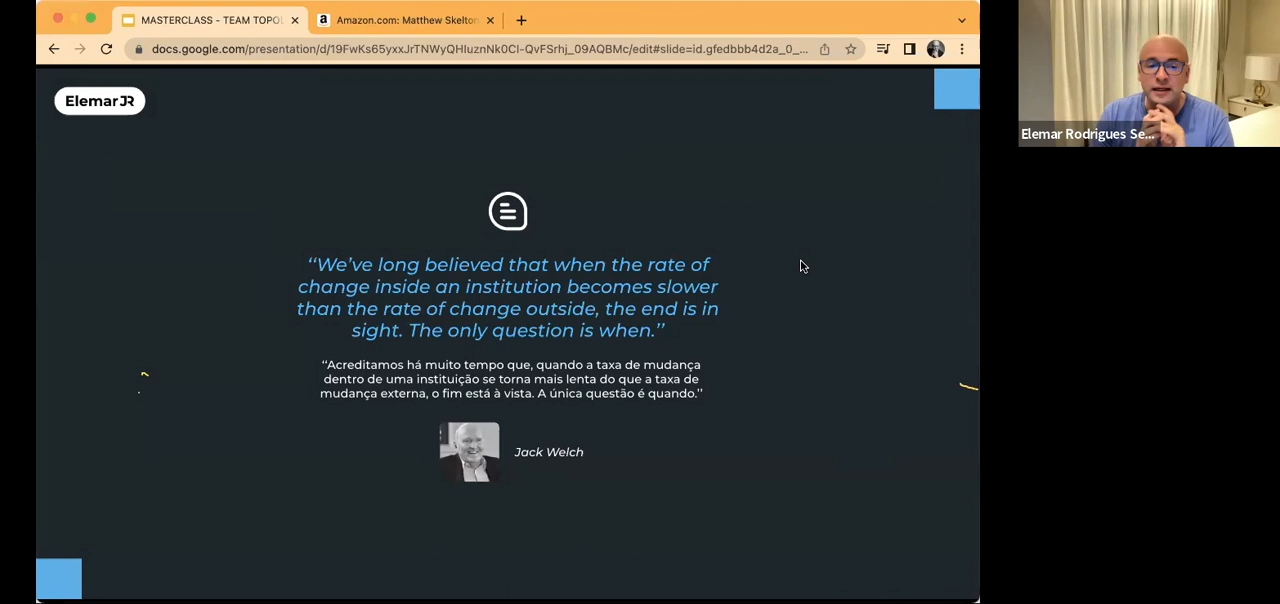 MASTERCLASS - TEAM TOPOL
Amazon.com: Matthew Skelton
docs.google.com/presentation/d/19FwKs65yxxJrTNWyQHIuznNk0CI-QvFSrhj_09AQBMc/edit#slide=id.gfedbbb4d2a_0_...
ElemarJR
‘‘We’ve long believed that when the rate of
change inside an institution becomes slower
than the rate of change outside, the end is in
sight. The only question is when.’’
‘‘Acreditamos há muito tempo que, quando a taxa de mudança
dentro de uma instituição se torna mais lenta do que a taxa de
mudança externa, o fim está à vista. A única questão é quando.’’
Jack Welch
Elemar Rodrigues Se...